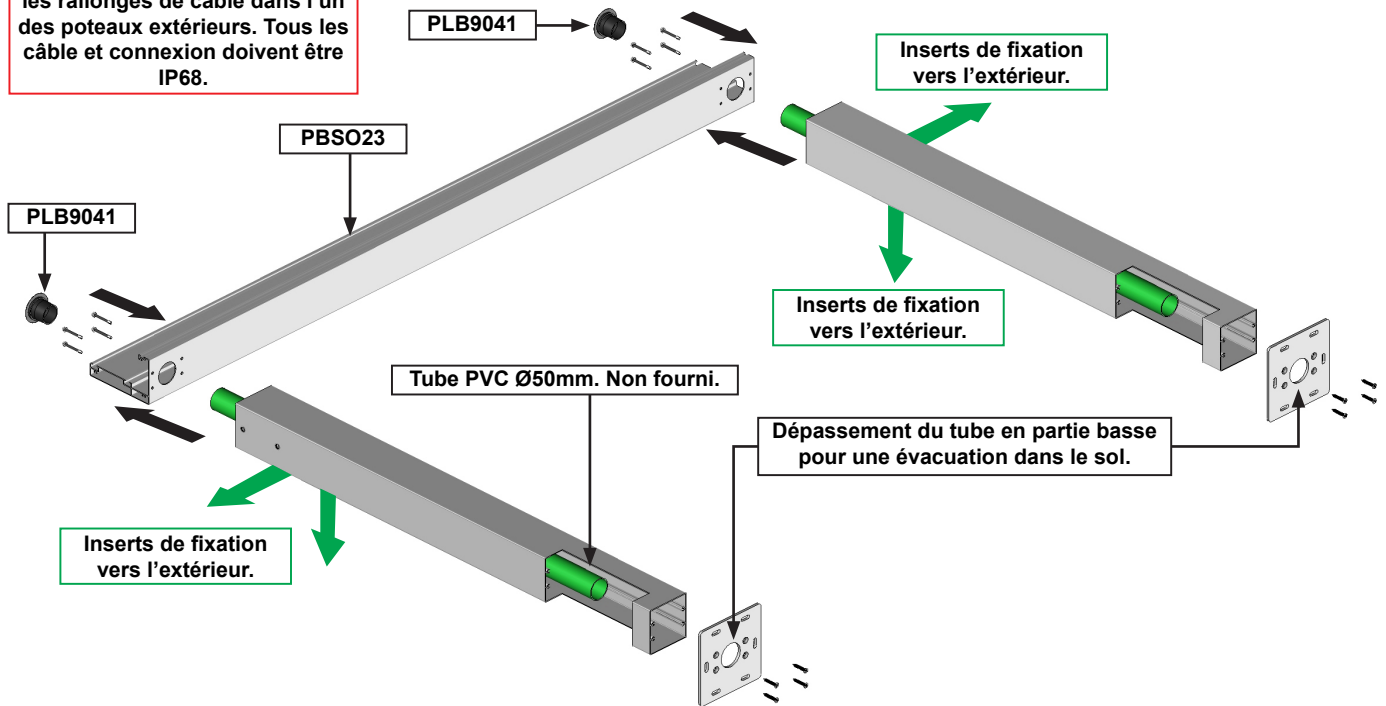 les rallonges de câble dans l'un
des poteaux extérieurs. Tous les
câble et connexion doivent être
IP68.
PLB9041
Inserts de fixation
vers l'extérieur.
PBSO23
PLB9041
Inserts de fixation
vers l'extérieur.
Tube PVC Ø50mm. Non fourni.
Dépassement du tube en partie basse
pour une évacuation dans le sol.
Inserts de fixation
vers l'extérieur.